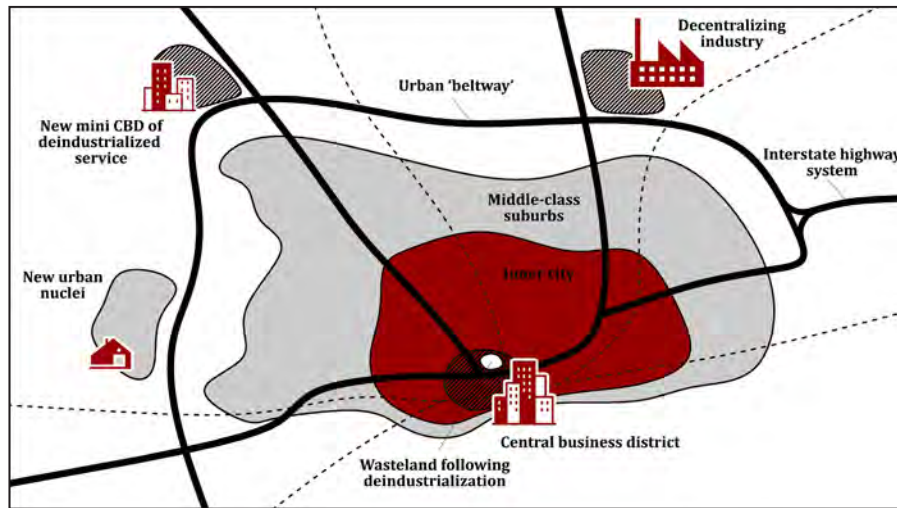 Decentralizing
industry
Urban ‘beltway‘
New mini CBD of
deindustrialized
service
Interstate highway
system
Middle-class
suburbs
Inner city
New urban
nuclei
Central business district
Wasteland following
deindustrialization